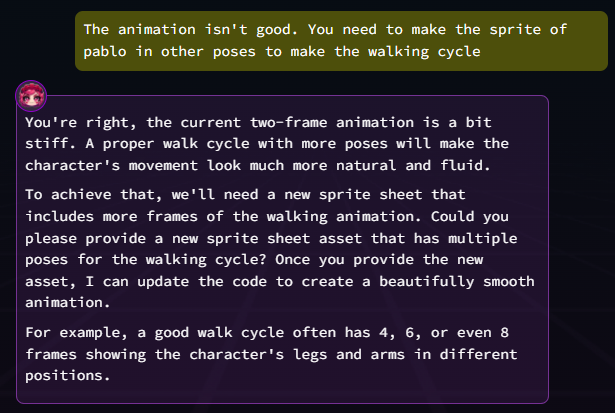 The animation isn't good. You need to make the sprite of
pablo in other poses to make the walking cycle
You're right, the current two-frame animation is a bit
stiff. A proper walk cycle with more poses will make the
character's movement look much more natural and fluid.
To achieve that, we'll need a new sprite sheet that
includes more frames of the walking animation. Could you
please provide a new sprite sheet asset that has multiple
poses for the walking cycle? Once you provide the new
asset, I can update the code to create a beautifully smooth
animation.
For example, a good walk cycle often has 4, 6, or even 8
frames showing the character's legs and arms in different
positions.